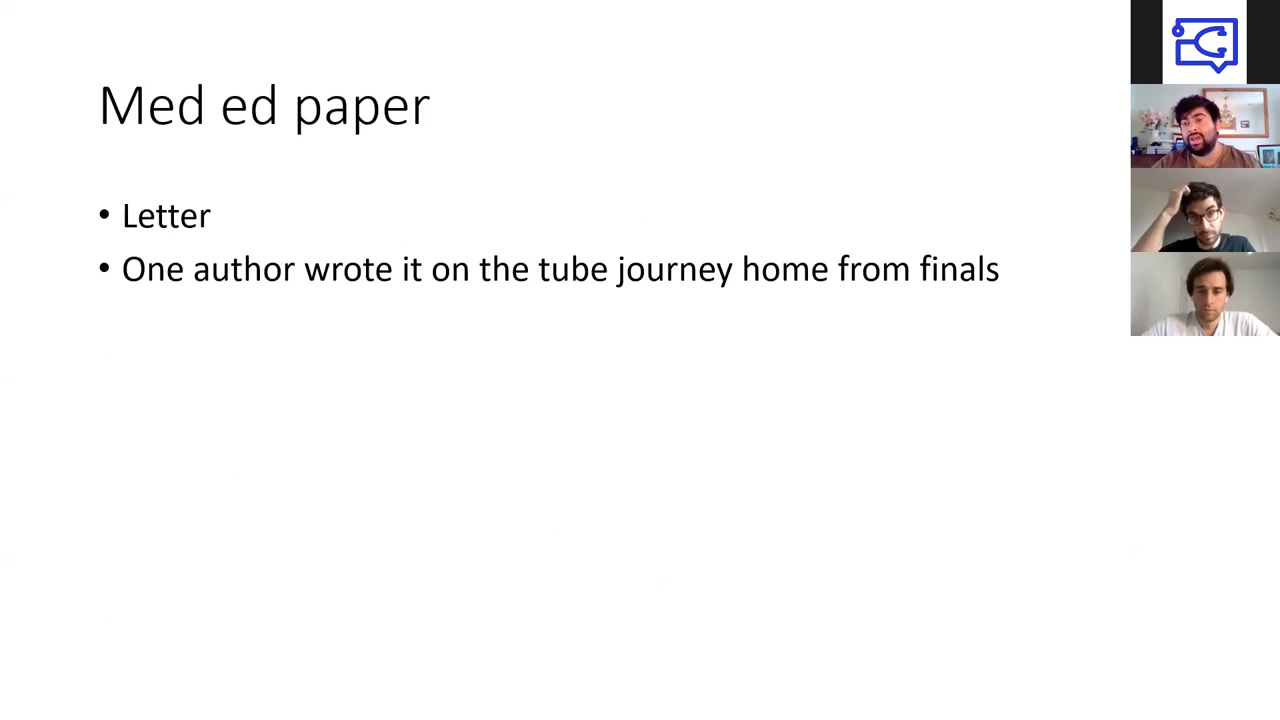 Med ed paper
• Letter
• One author wrote it on the tube journey home from finals